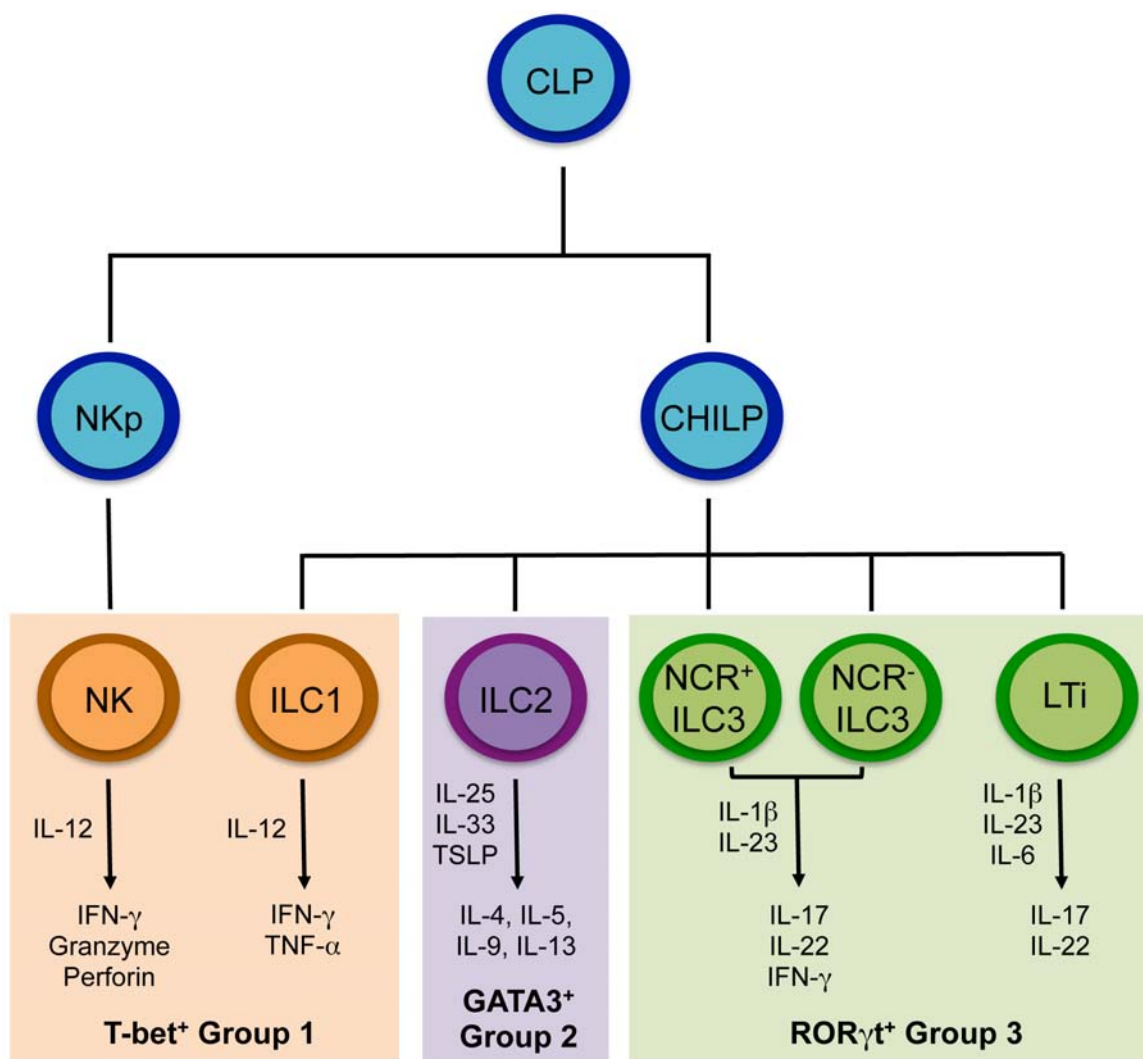 CLP
NKp
CHILP
NK
ILC1
ILC2
NCR⁺
ILC3
NCR⁻
ILC3
LTi
IL-12
IFN-γ
Granzyme
Perforin
IL-12
IFN-γ
TNF-α
T-bet⁺ Group 1
IL-25
IL-33
TSLP
IL-4, IL-5,
IL-9, IL-13
GATA3⁺
Group 2
IL-1β
IL-23
IL-17
IL-22
IFN-γ
IL-1β
IL-23
IL-6
IL-17
IL-22
RORγt⁺ Group 3